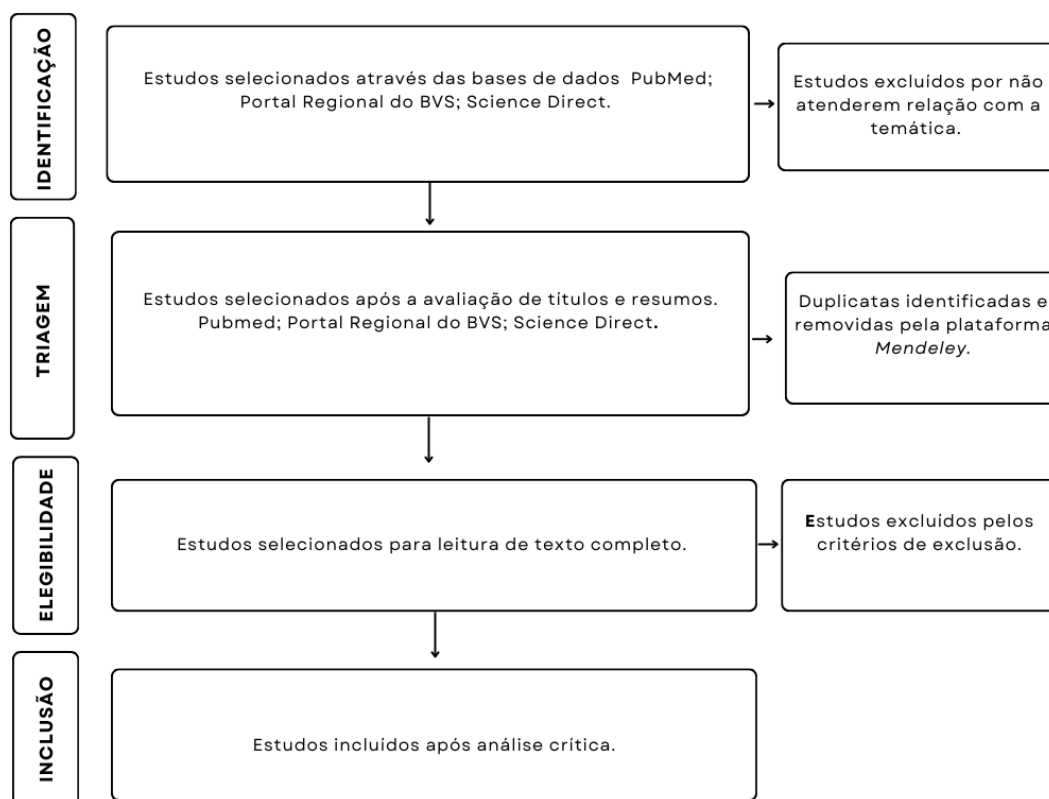 IDENTIFICAÇÃO
Estudos selecionados através das bases de dados PubMed;
Portal Regional do BVS; Science Direct.
Estudos excluídos por não
atenderem relação com a
temática.
TRIAGEM
Estudos selecionados após a avaliação de titulos e resumos.
Pubmed; Portal Regional do BVS; Science Direct.
Duplicatas identificadas e
removidas pela plataforma
Mendeley.
ELEGIBILIDADE
Estudos selecionados para leitura de texto completo.
Estudos excluídos pelos
critérios de exclusão.
INCLUSÃO
Estudos incluídos após análise crítica.